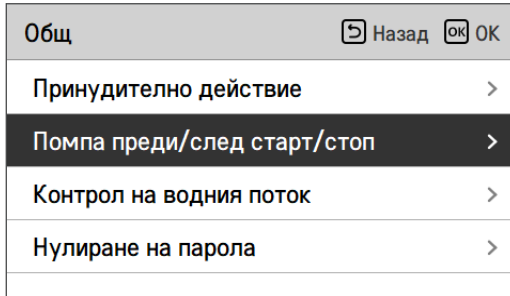 Общ Назад OK OK
Принудително действие
Помпа преди/след старт/стоп
Контрол на водния поток
Нулиране на парола